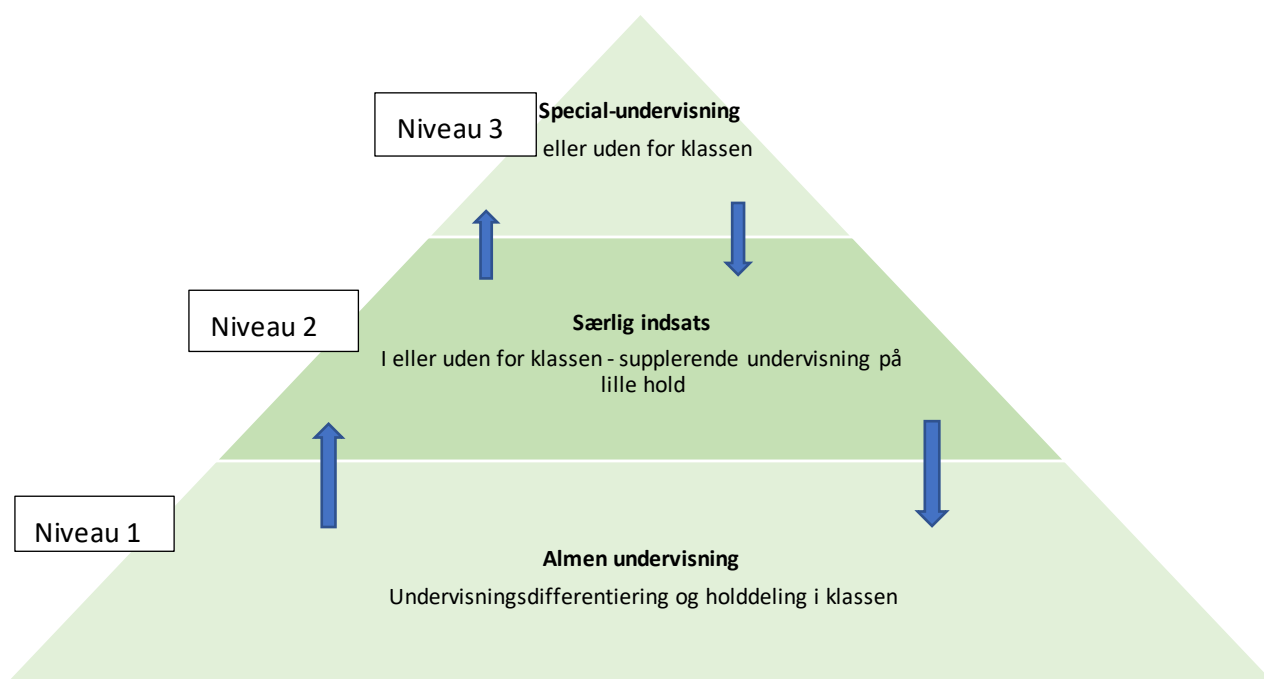 Niveau 3
Special-undervisning
eller uden for klassen
Niveau 2
Særlig indsats
I eller uden for klassen - supplerende undervisning på
lille hold
Niveau 1
Almen undervisning
Undervisningsdifferentiering og holddeling i klassen